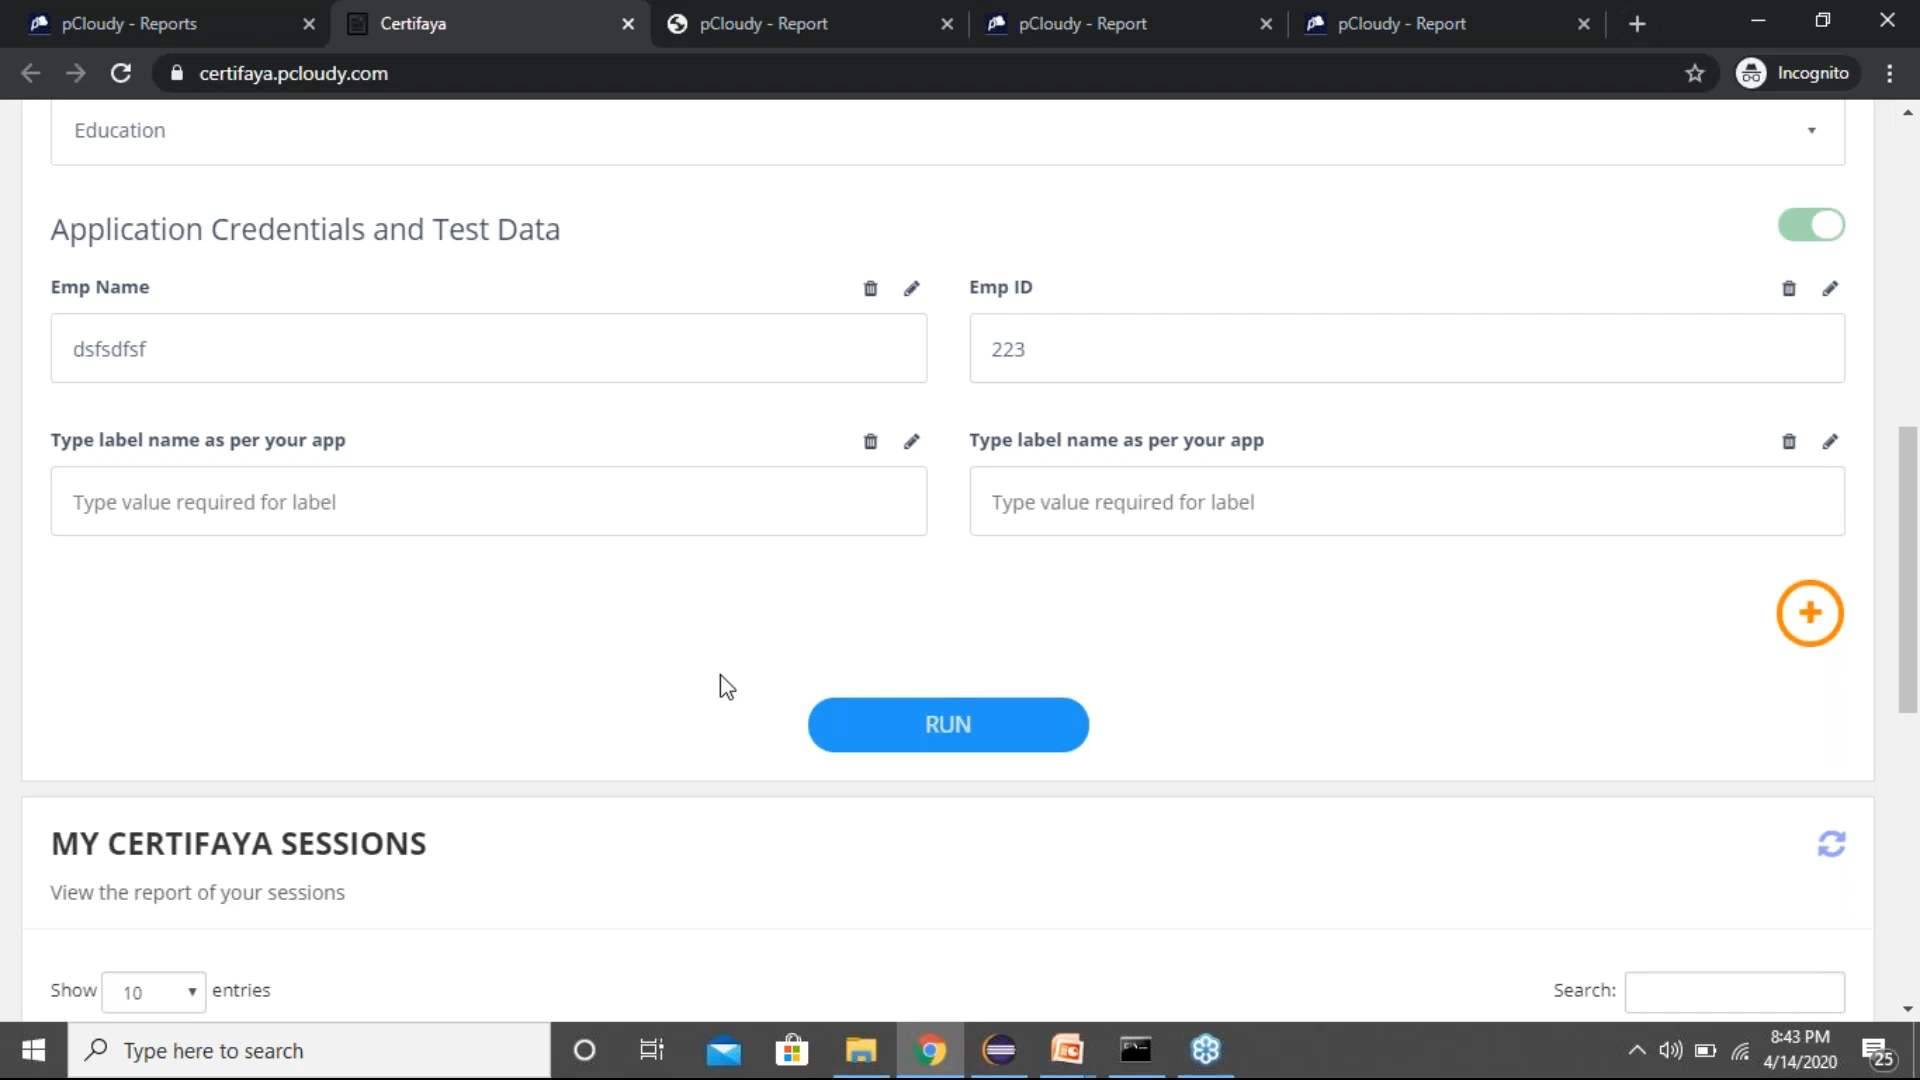 pCloudy - Reports
Certifaya
pCloudy - Report
pCloudy - Report
pCloudy - Report
certifaya.pcloudy.com
Incognito
Education
Application Credentials and Test Data
Emp Name
Emp ID
dsfsdfsf
223
Type label name as per your app
Type label name as per your app
Type value required for label
Type value required for label
RUN
MY CERTIFAYA SESSIONS
View the report of your sessions
Show 10 entries
Search:
Type here to search
8:43 PM
4/14/2020
25